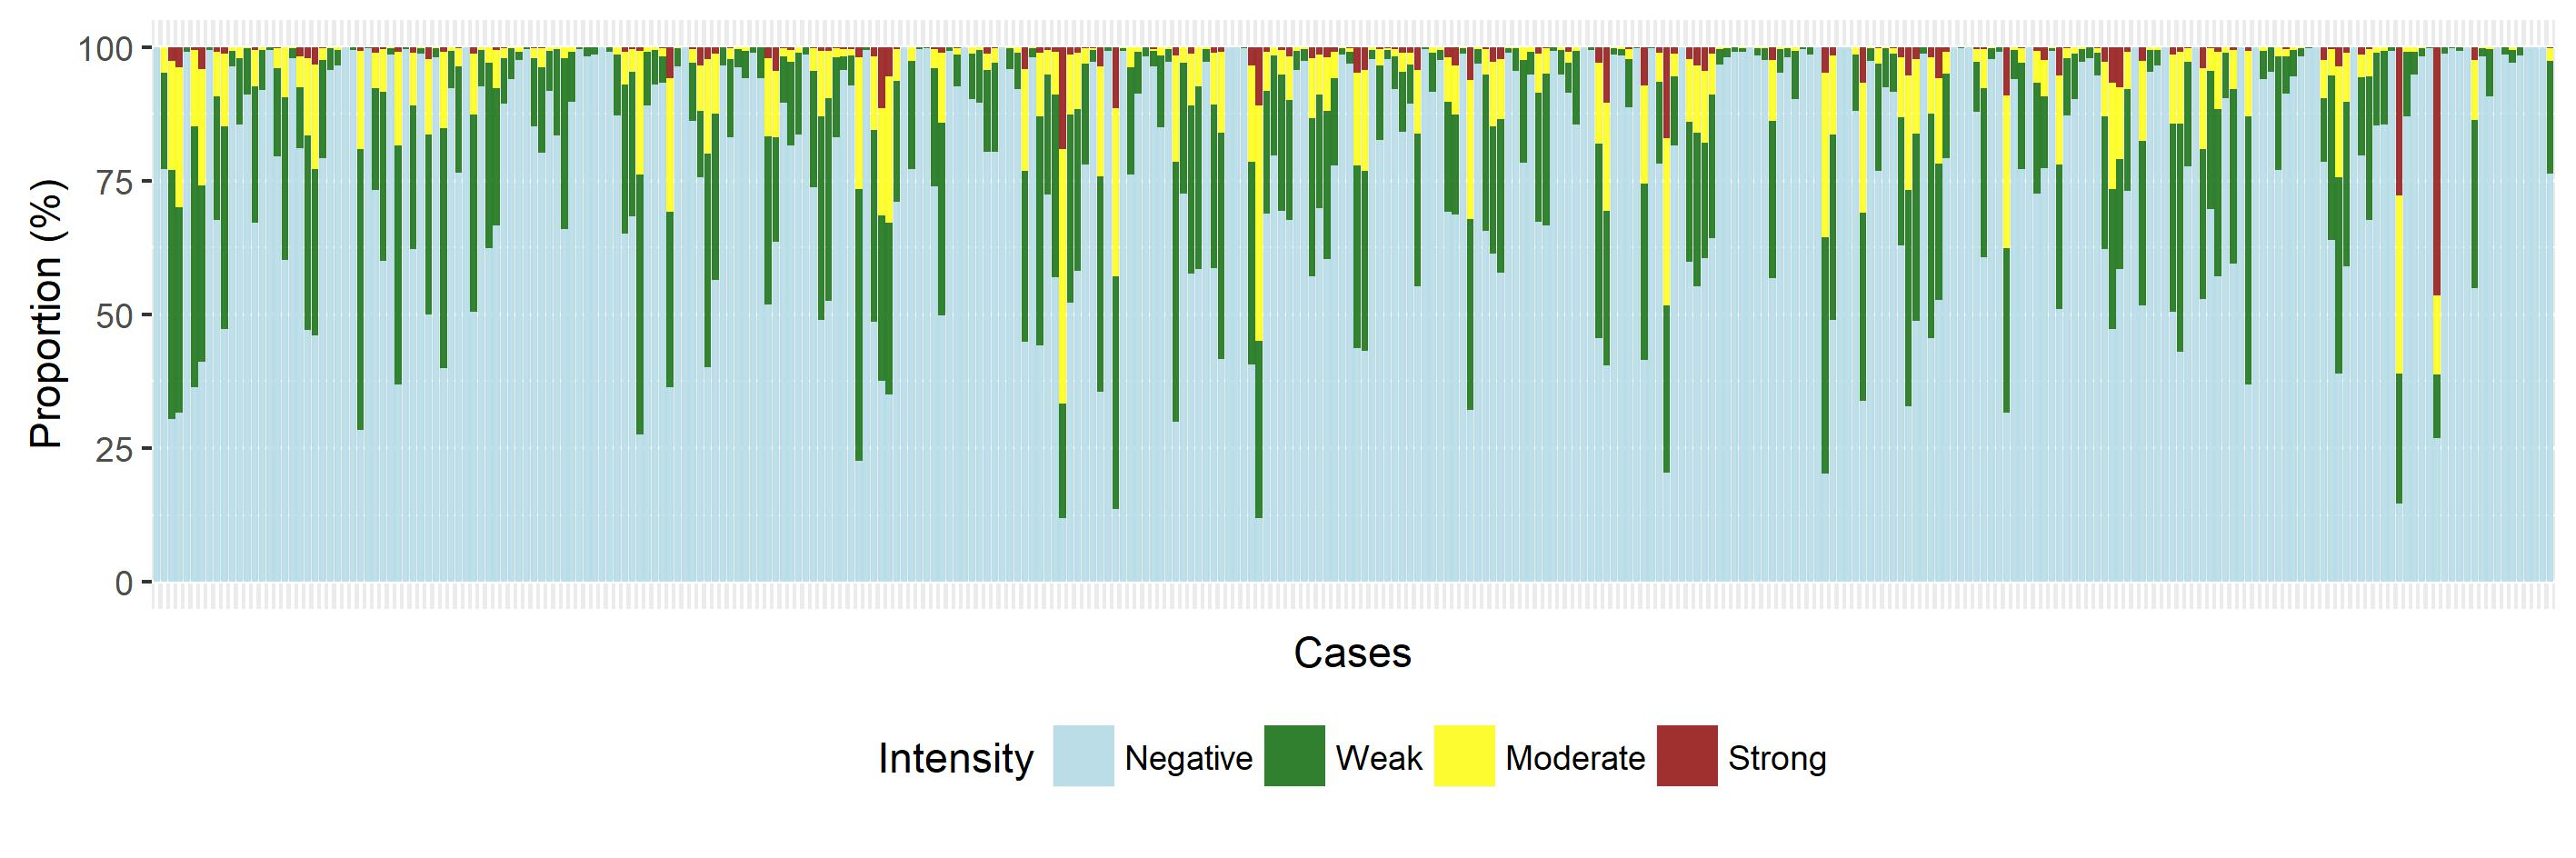 Proportion (%)
100
75
50
25
0
Cases
Intensity Negative Weak Moderate Strong